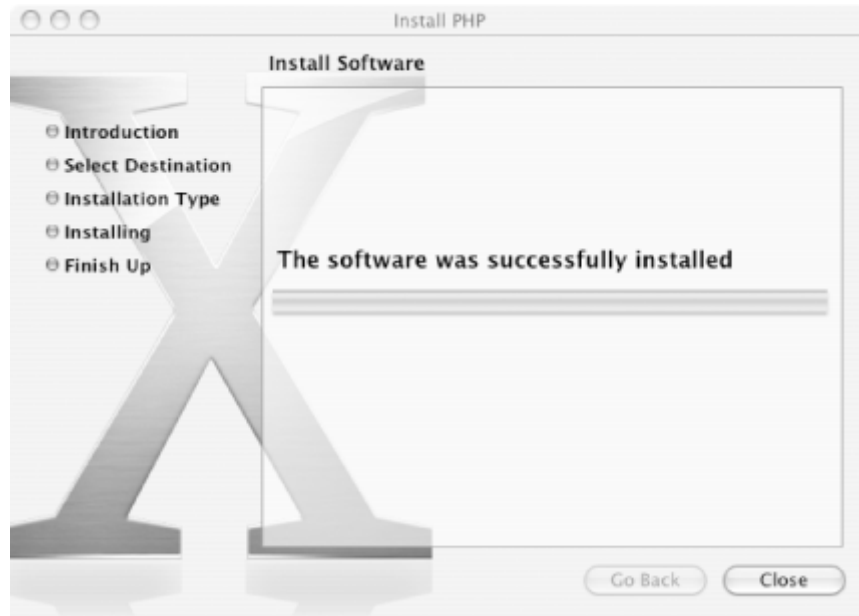 Install PHP
Install Software
Introduction
Select Destination
Installation Type
Installing
Finish Up
The software was successfully installed
Go Back
Close